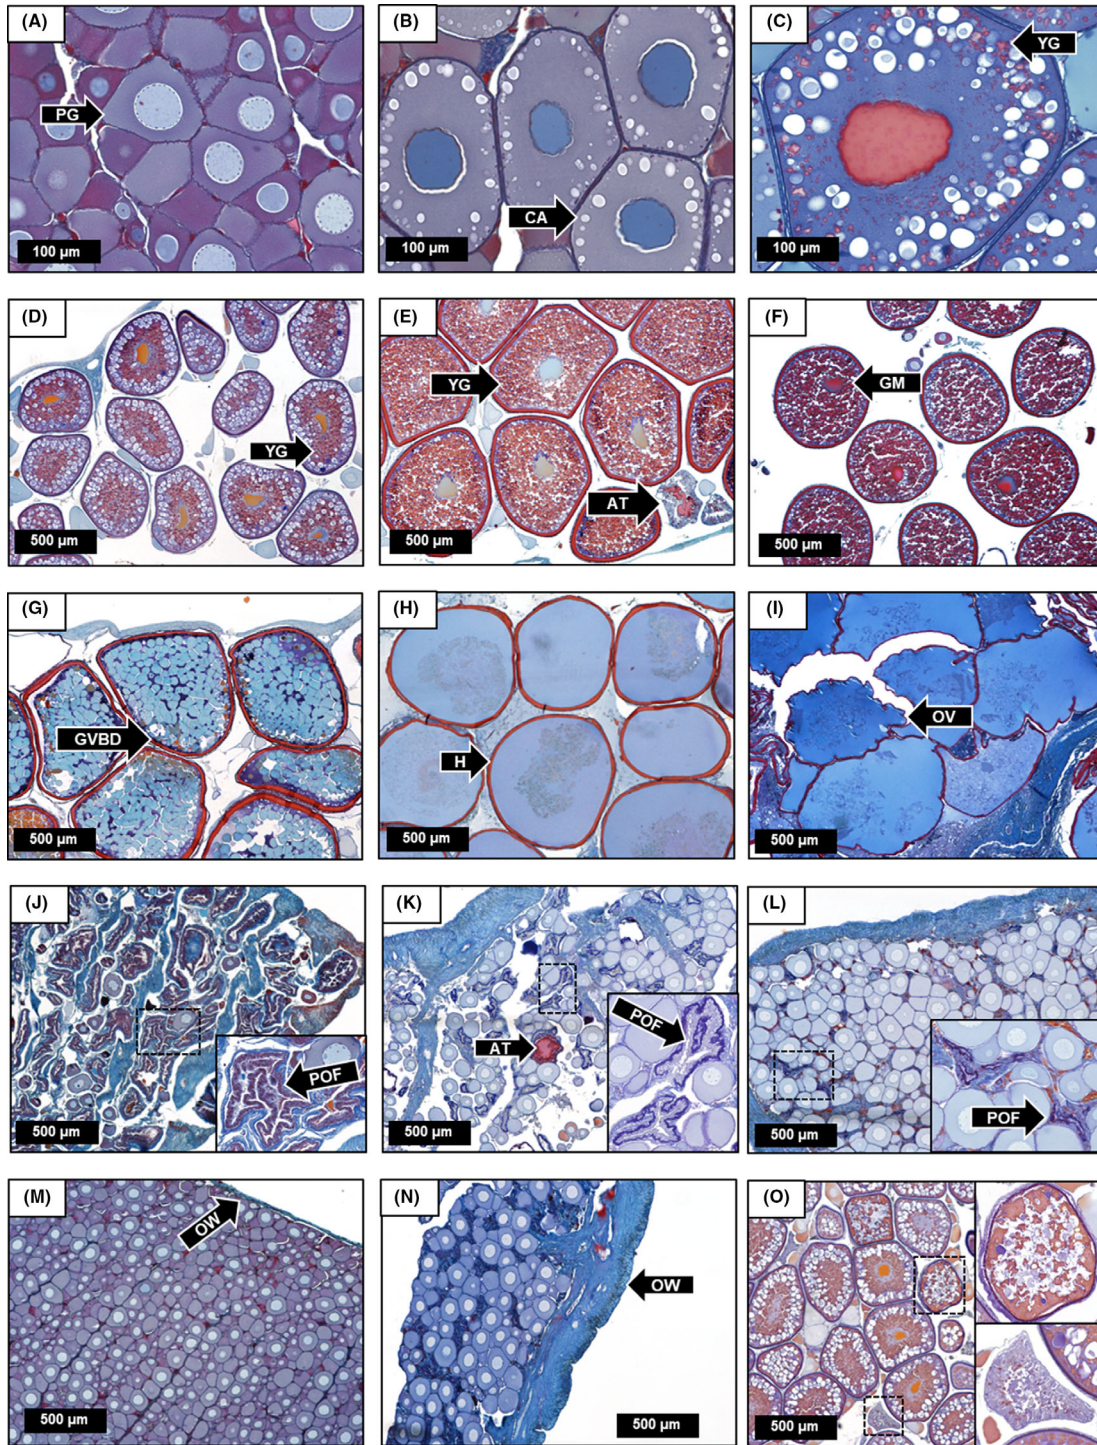 (A)
PG
100 µm
(B)
CA
100 µm
(C)
YG
100 µm
(D)
YG
500 µm
(E)
YG
AT
500 µm
(F)
GM
500 µm
(G)
GVBD
500 µm
(H)
H
500 µm
(I)
OV
500 µm
(J)
POF
500 µm
(K)
AT
POF
500 µm
(L)
POF
500 µm
(M)
OW
500 µm
(N)
OW
500 µm
(O)
500 µm